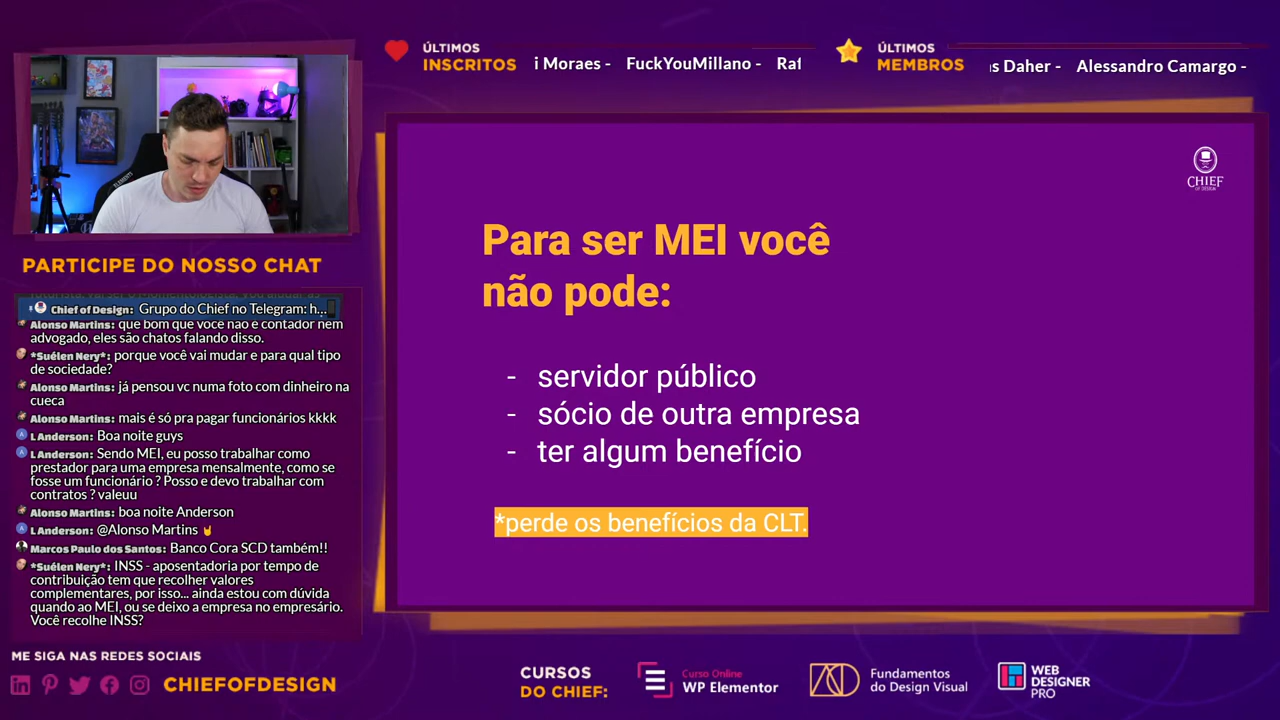 ÚLTIMOS
INSCRITOS
i Moraes - FuckYouMillano - Raf
ÚLTIMOS
MEMBROS
s Daher - Alessandro Camargo -
CHIEF
OF DESIGN
Para ser MEI você
não pode:
- servidor público
- sócio de outra empresa
- ter algum benefício
*perde os benefícios da CLT.
PARTICIPE DO NOSSO CHAT
Chief of Design: Grupo do Chief no Telegram: h...
Alonso Martins: que bom que você não é contador nem
advogado, eles são chatos falando disso.
*Suélen Nery*: porque você vai mudar e para qual tipo
de sociedade?
Alonso Martins: já pensou vc numa foto com dinheiro na
cueca
Alonso Martins: mais é só pra pagar funcionários kkkk
L Anderson: Boa noite guys
L Anderson: Sendo MEI, eu posso trabalhar como
prestador para uma empresa mensalmente, como se
fosse um funcionário ? Posso e devo trabalhar com
contratos ? valeuu
Alonso Martins: boa noite Anderson
L Anderson: @Alonso Martins 🤘
Marcos Paulo dos Santos: Banco Cora SCD também!!
*Suélen Nery*: INSS - aposentadoria por tempo de
contribuição tem que recolher valores
complementares, por isso... ainda estou com dúvida
quando ao MEI, ou se deixo a empresa no empresário.
Você recolhe INSS?
ME SIGA NAS REDES SOCIAIS
CHIEFOFDESIGN
CURSOS
DO CHIEF:
Curso Online
WP Elementor
Fundamentos
do Design Visual
WEB
DESIGNER
PRO